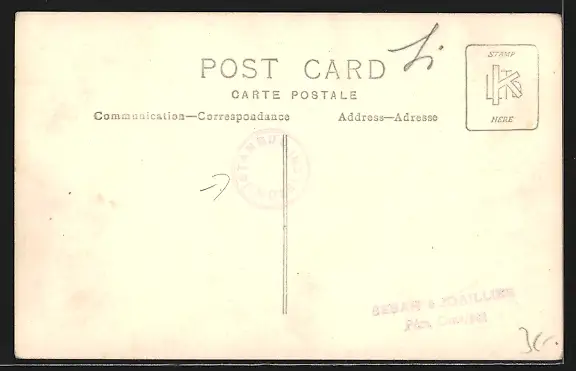 POST CARD
CARTE POSTALE
Communication—Correspondance Address—Adresse
STAMP
HERE